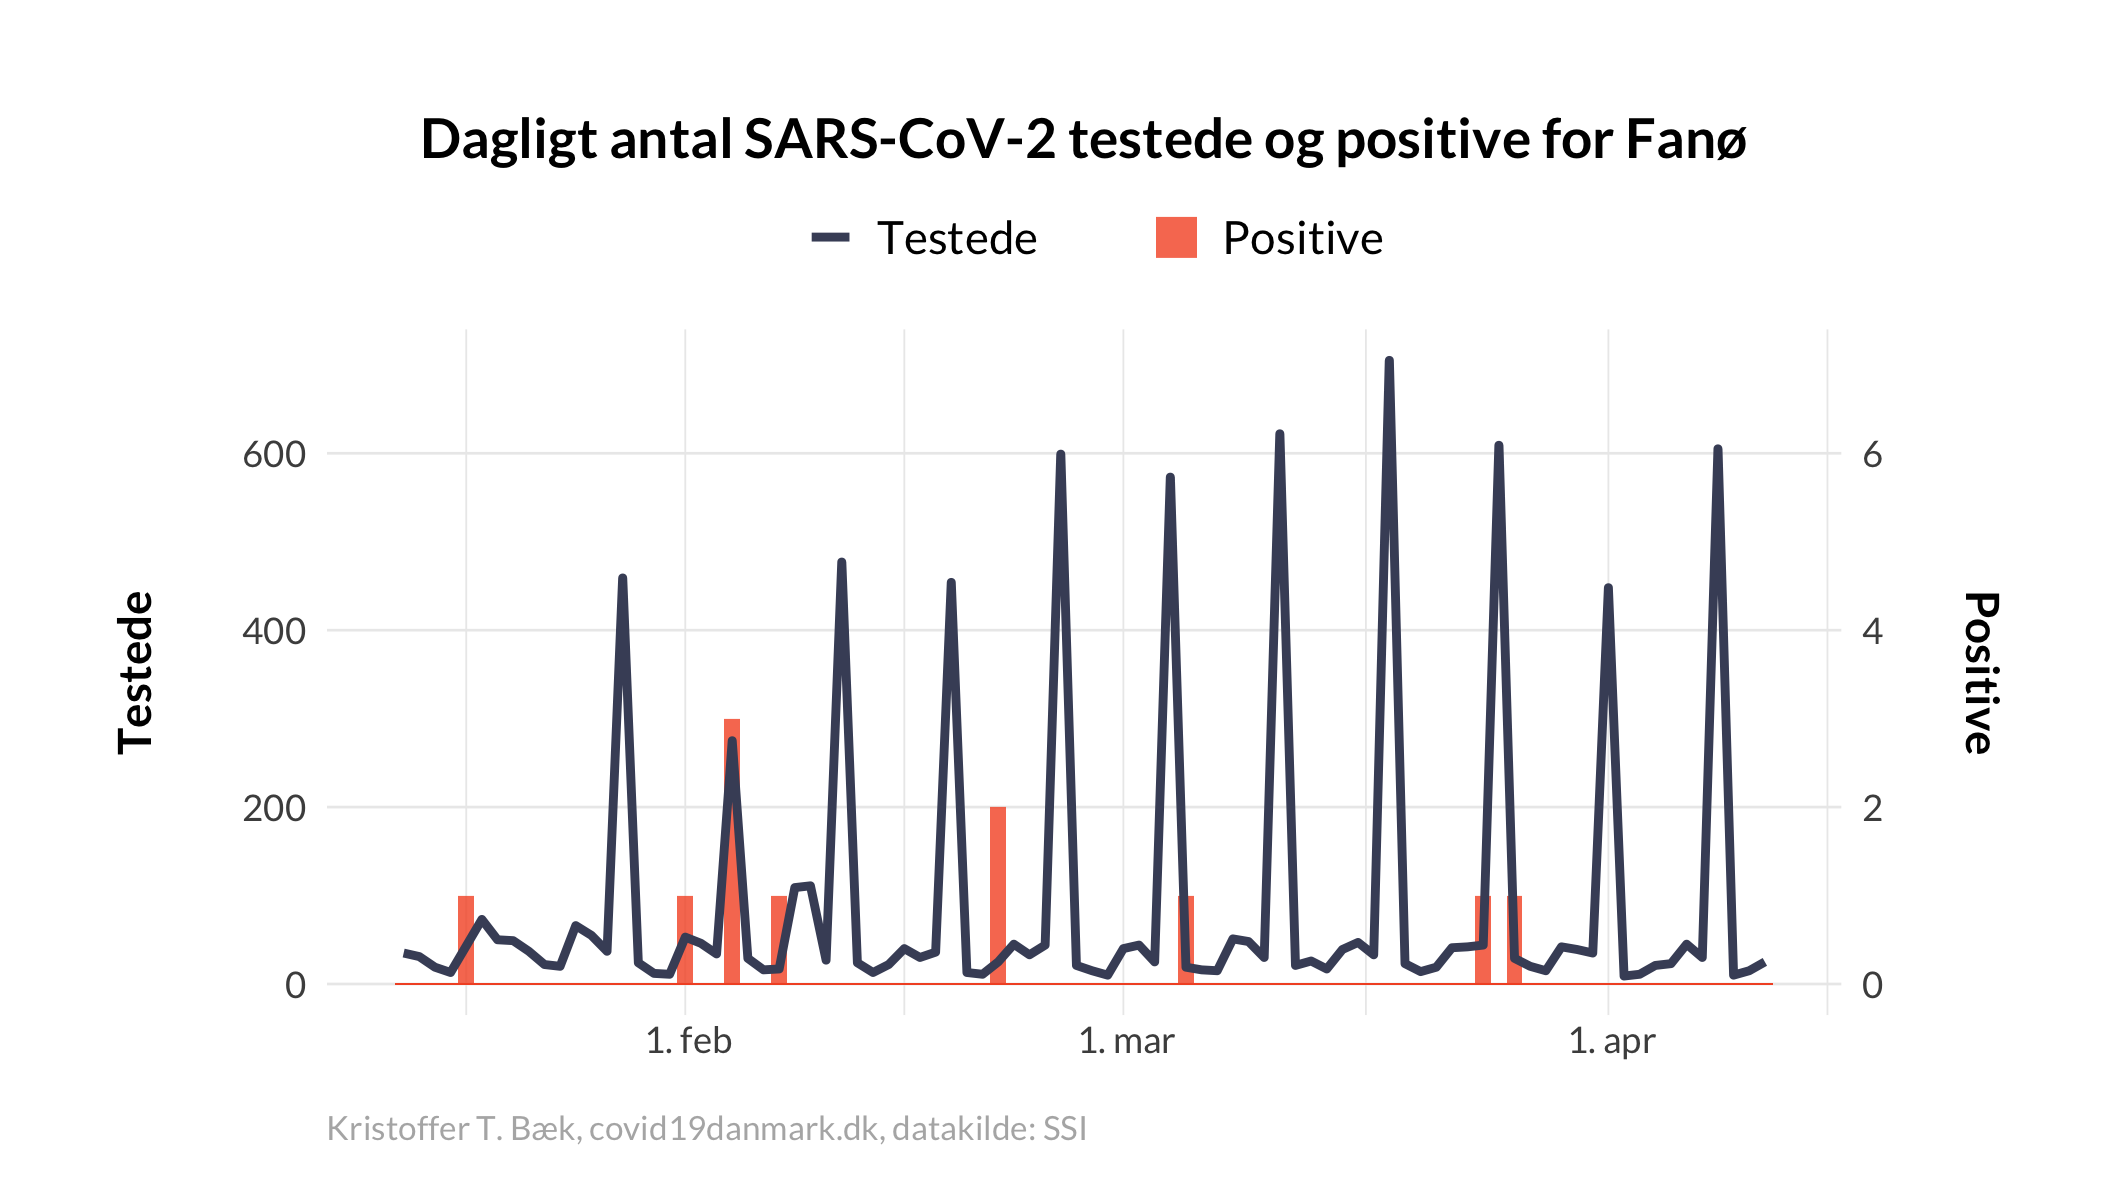 Dagligt antal SARS-CoV-2 testede og positive for Fanø
Testede
Positive
600
400
200
0
6
4
2
0
Testede
Positive
1. feb
1. mar
1. apr
Kristoffer T. Bæk, covid19danmark.dk, datakilde: SSI